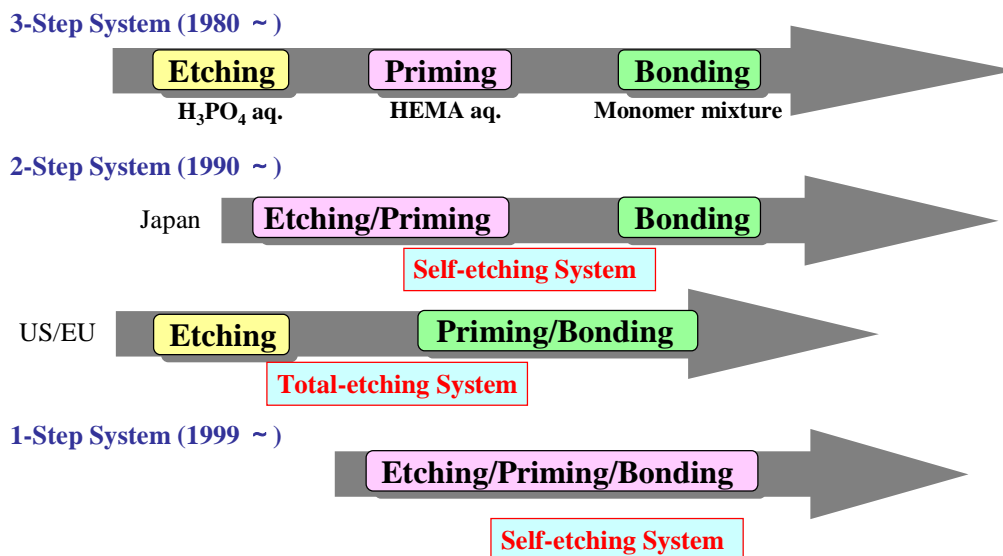 3-Step System (1980 ~ )
Etching Priming Bonding
H₃PO₄ aq. HEMA aq. Monomer mixture
2-Step System (1990 ~ )
Japan Etching/Priming Bonding
Self-etching System
US/EU Etching Priming/Bonding
Total-etching System
1-Step System (1999 ~ )
Etching/Priming/Bonding
Self-etching System